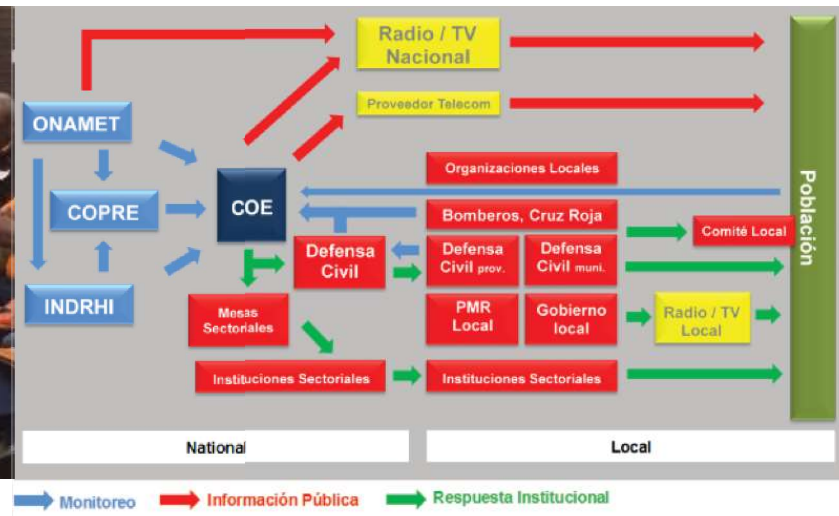 Radio / TV
Nacional
Proveedor Telecom
ONAMET
COPRE
INDRHI
COE
Organizaciones Locales
Bomberos, Cruz Roja
Comité Local
Defensa
Civil
Defensa
Civil prov.
Defensa
Civil muni.
Mesas
Sectoriales
PMR
Local
Gobierno
local
Radio / TV
Local
Instituciones Sectoriales
Instituciones Sectoriales
Población
National
Local
Monitoreo
Información Pública
Respuesta Institucional